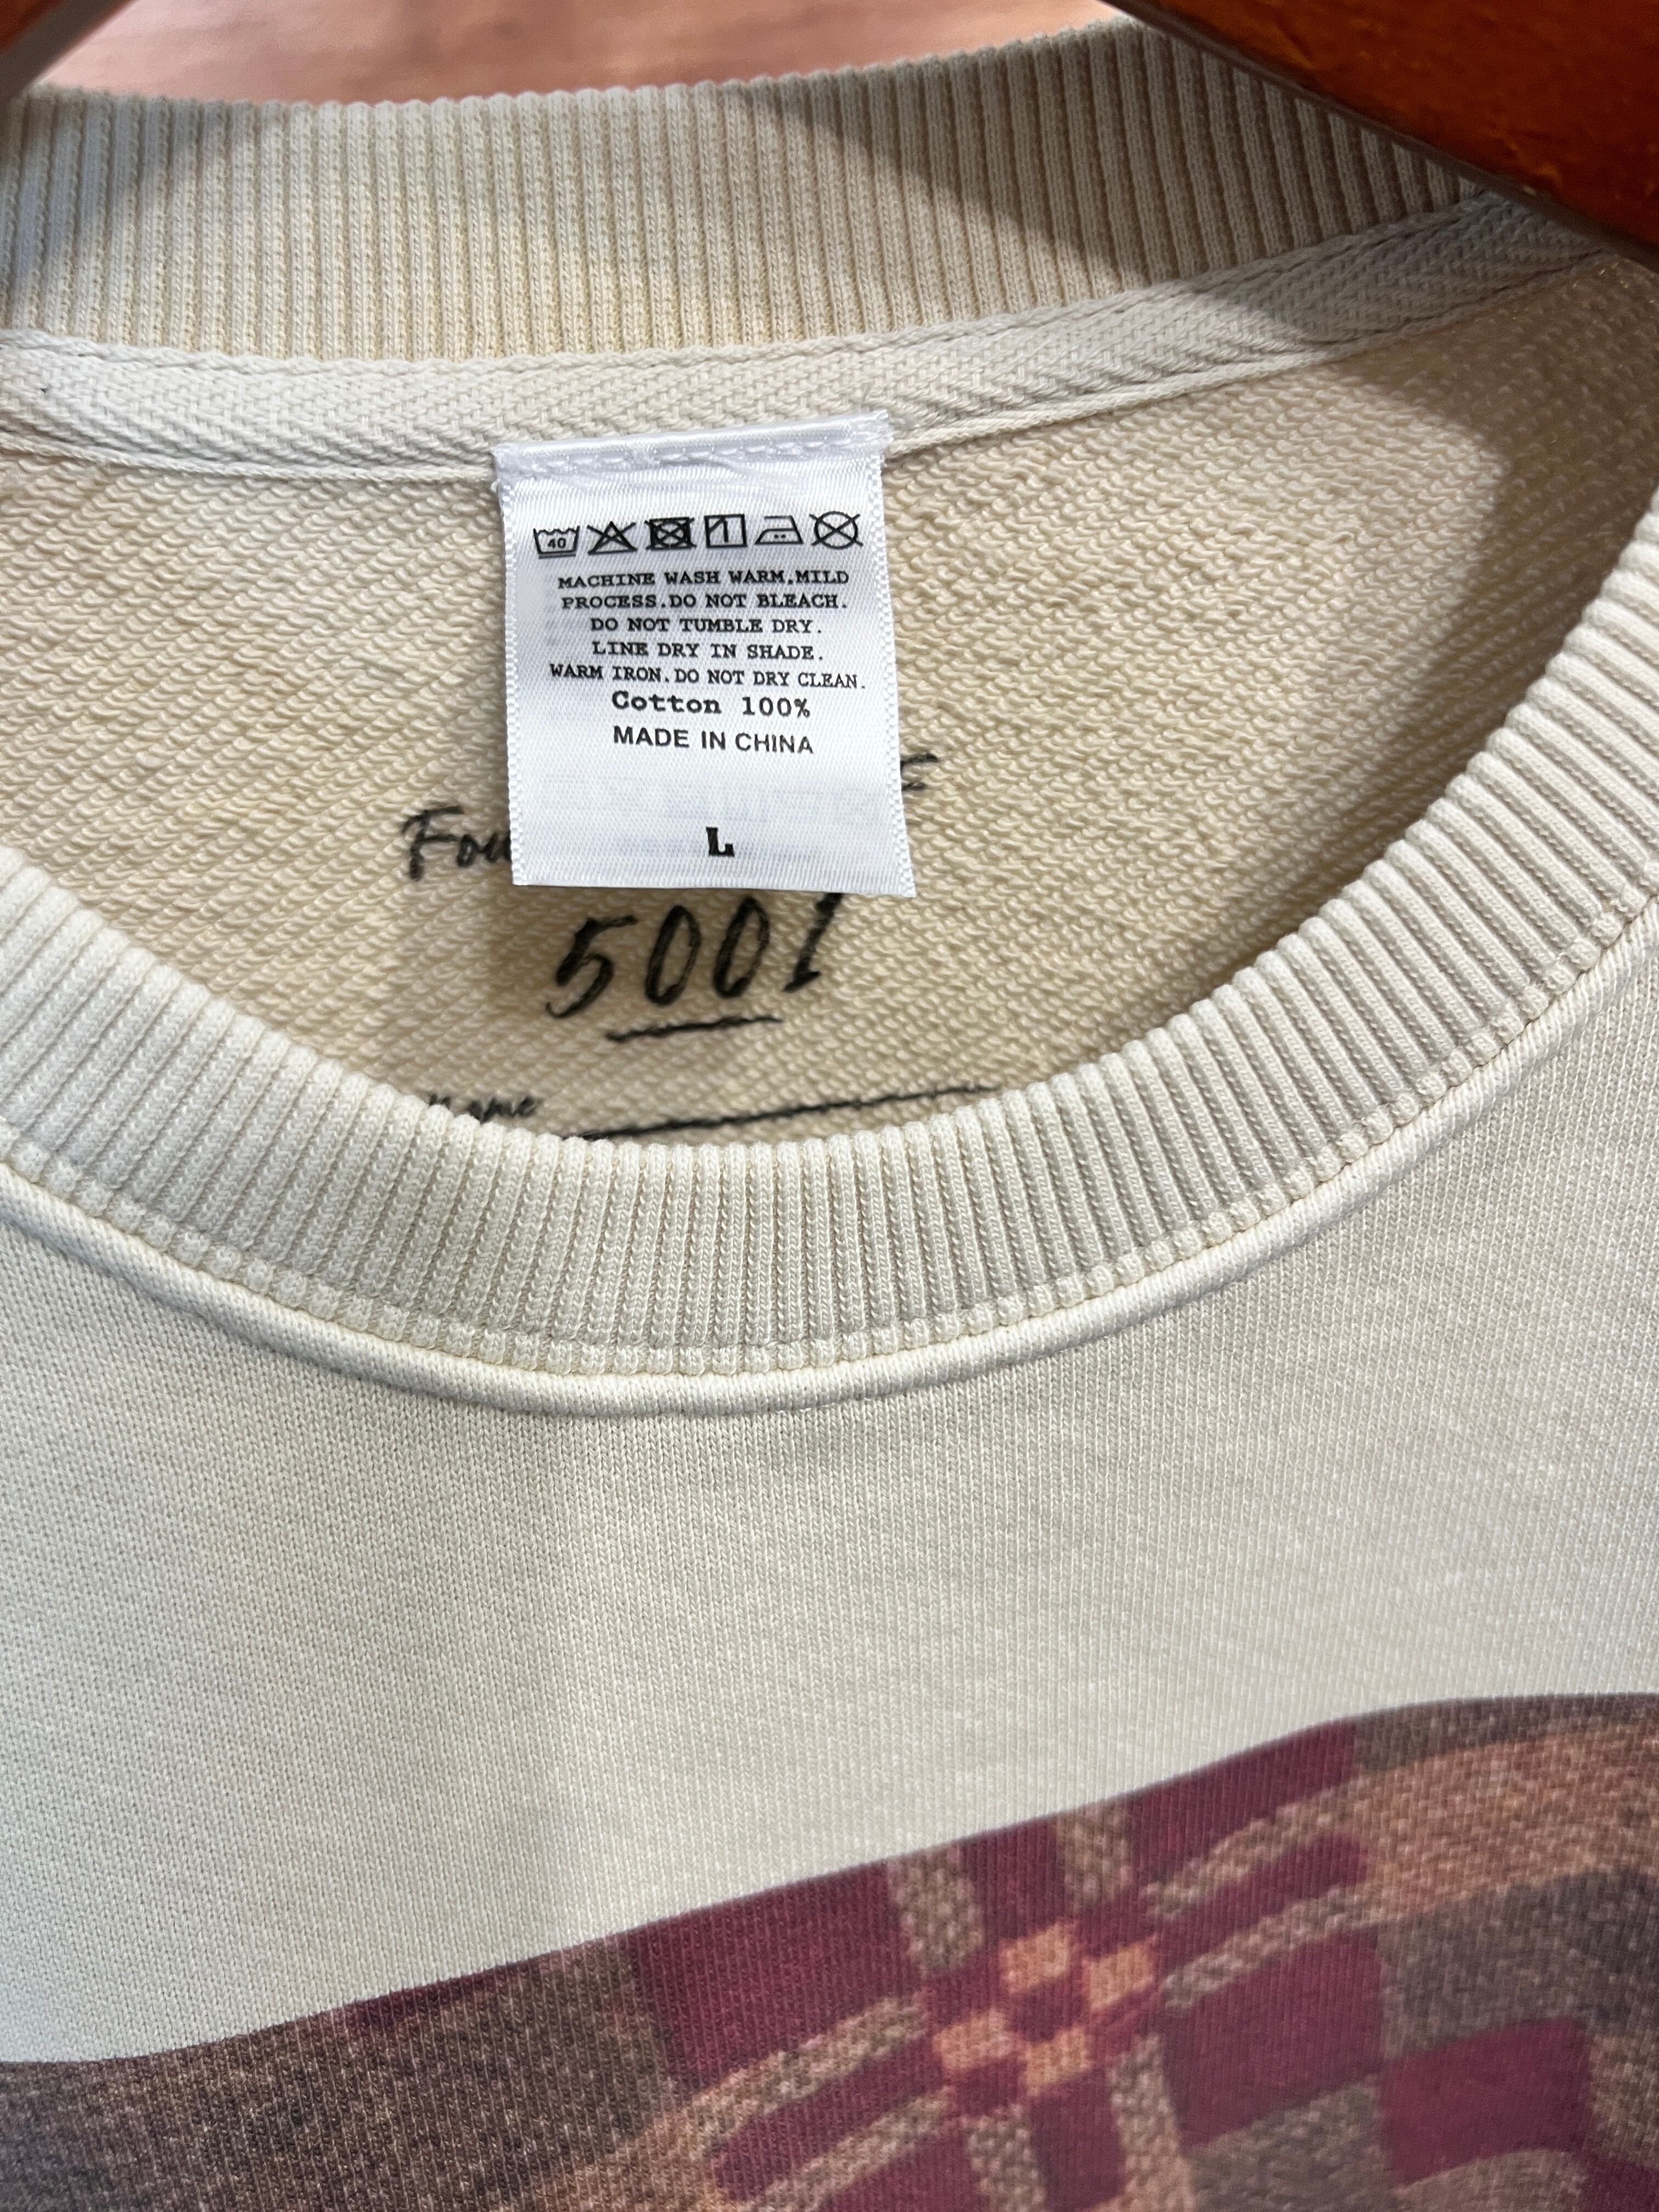 40
MACHINE WASH WARM.MILD
PROCESS.DO NOT BLEACH.
DO NOT TUMBLE DRY.
LINE DRY IN SHADE.
WARM IRON.DO NOT DRY CLEAN.
Cotton 100%
MADE IN CHINA
L
5001